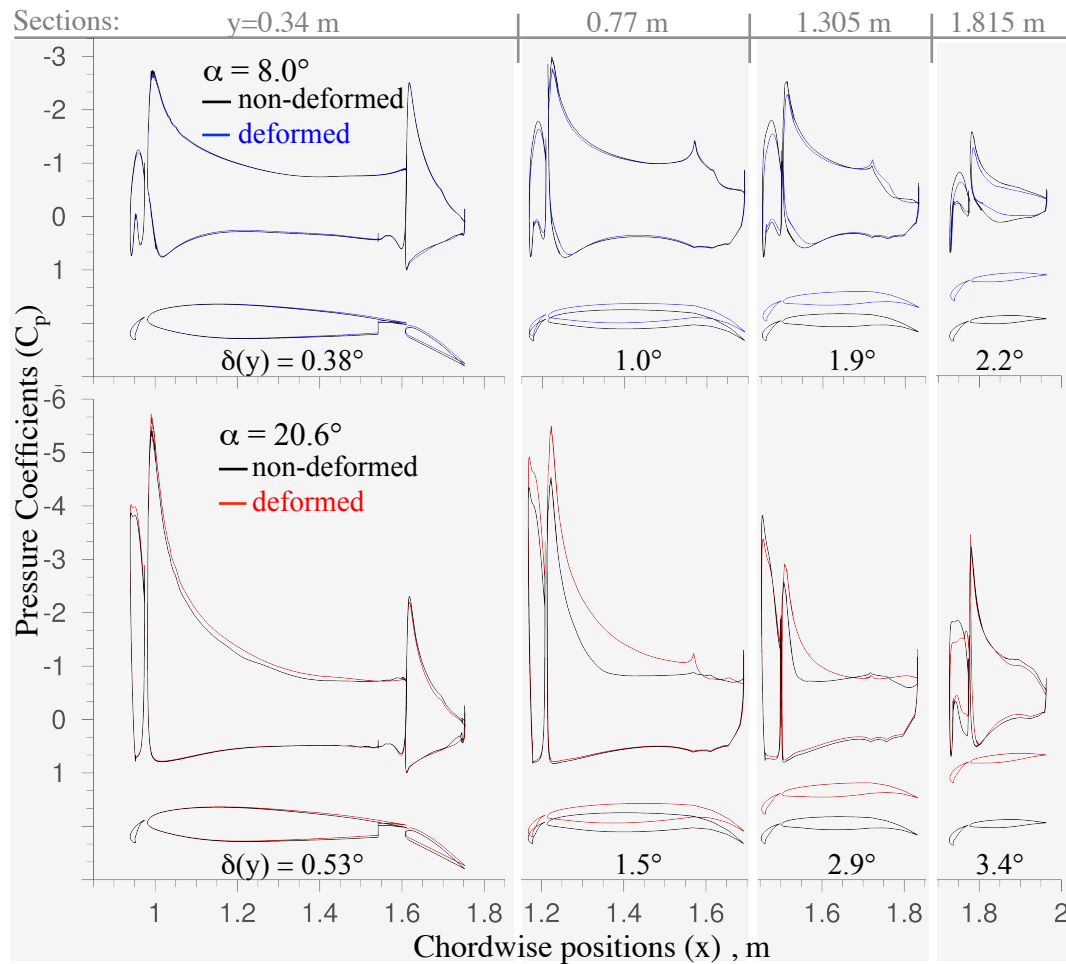 Sections: y=0.34 m 0.77 m 1.305 m 1.815 m
-3
α = 8.0°
non-deformed
-2
deformed
-1
0
1
δ(y) = 0.38° 1.0° 1.9° 2.2°
Pressure Coefficients (C_p)
-6
α = 20.6°
-5
non-deformed
deformed
-4
-3
-2
-1
0
1
δ(y) = 0.53° 1.5° 2.9° 3.4°
1 1.2 1.4 1.6 1.8 1.2 1.4 1.6 1.6 1.8 1.8 2
Chordwise positions (x) , m